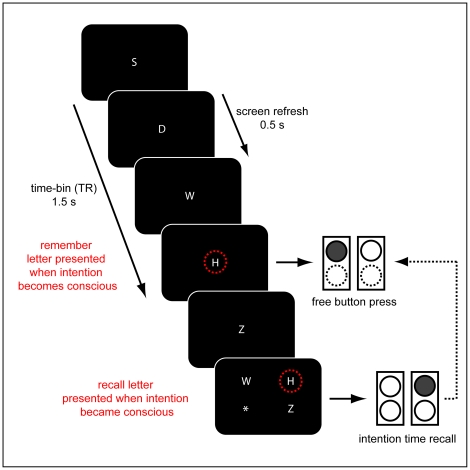 S
D
screen refresh
0.5 s
W
time-bin (TR)
1.5 s
remember
letter presented
when intention
becomes conscious
H
free button press
Z
recall letter
presented when intention
became conscious
W H
* Z
intention time recall